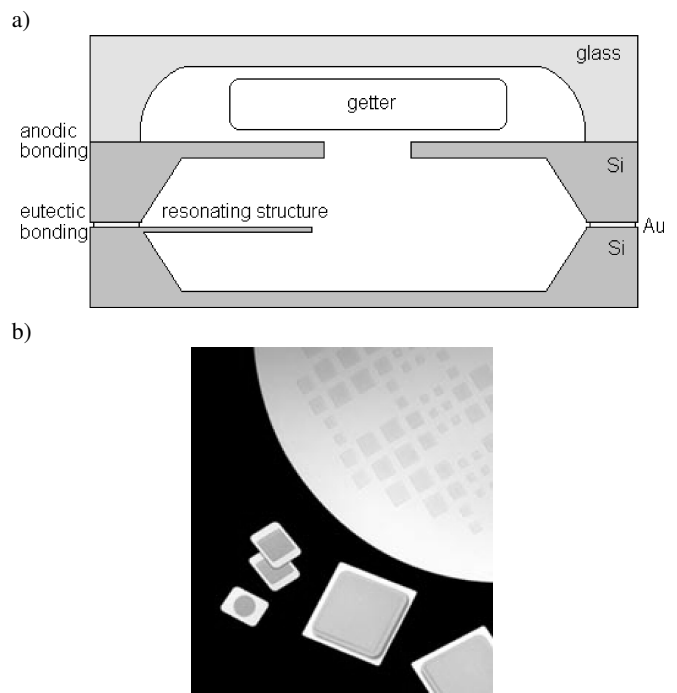 a)
glass
getter
anodic
bonding
Si
eutectic
bonding
resonating structure
Au
Si
b)